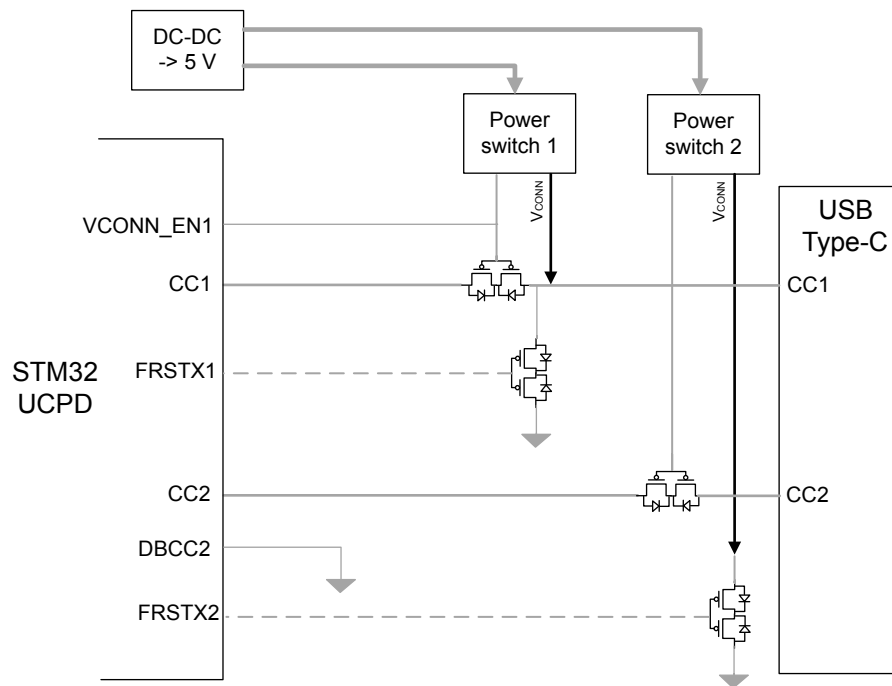 DC-DC
-> 5 V
Power
switch 1
Power
switch 2
VCONN
VCONN
USB
Type-C
VCONN_EN1
CC1
CC1
FRSTX1
STM32
UCPD
CC2
CC2
DBCC2
FRSTX2